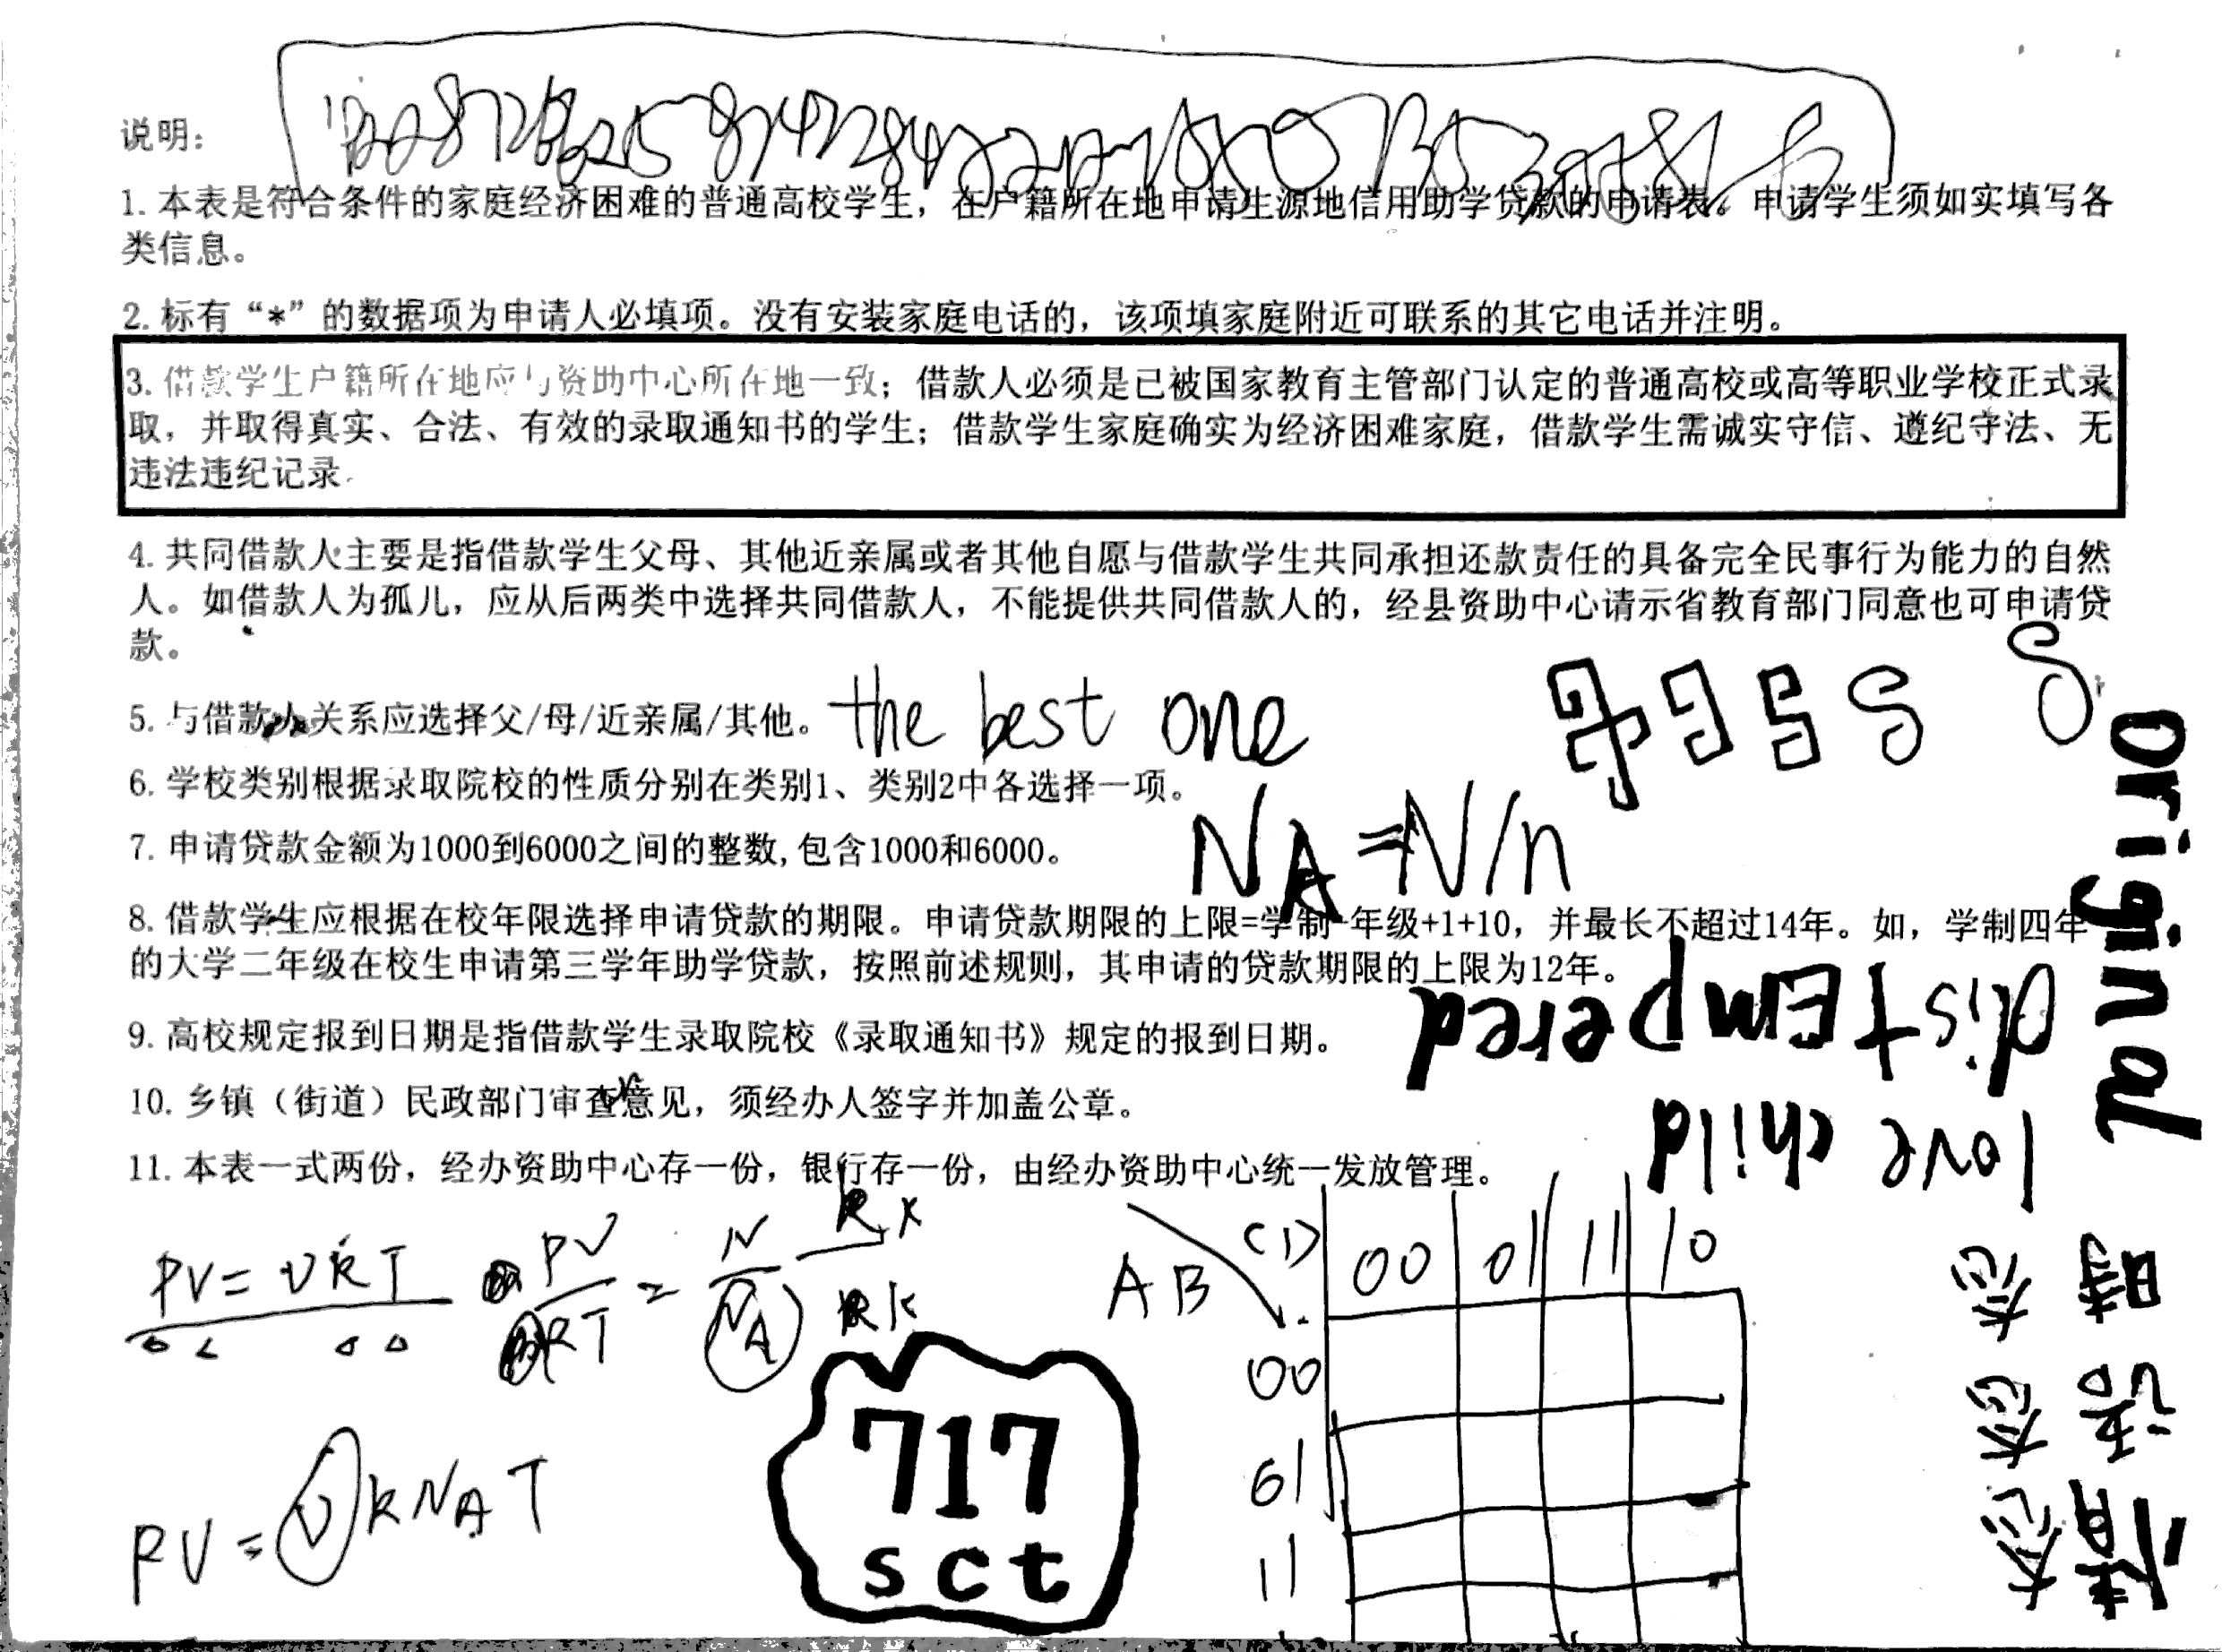 说明：
1. 本表是符合条件的家庭经济困难的普通高校学生，在户籍所在地申请生源地信用助学贷款的申请表。申请学生须如实填写各
类信息。
2. 标有“*”的数据项为申请人必填项。没有安装家庭电话的，该项填家庭附近可联系的其它电话并注明。
3. 借款学生户籍所在地应与资助中心所在地一致；借款人必须是已被国家教育主管部门认定的普通高校或高等职业学校正式录
取，并取得真实、合法、有效的录取通知书的学生；借款学生家庭确实为经济困难家庭，借款学生需诚实守信、遵纪守法、无
违法违纪记录
4. 共同借款人主要是指借款学生父母、其他近亲属或者其他自愿与借款学生共同承担还款责任的具备完全民事行为能力的自然
人。如借款人为孤儿，应从后两类中选择共同借款人，不能提供共同借款人的，经县资助中心请示省教育部门同意也可申请贷
款。
5. 与借款人关系应选择父/母/近亲属/其他。 the best one
6. 学校类别根据录取院校的性质分别在类别1、类别2中各选择一项。
7. 申请贷款金额为1000到6000之间的整数,包含1000和6000。
NA=N/n
8. 借款学生应根据在校年限选择申请贷款的期限。申请贷款期限的上限=学制-年级+1+10，并最长不超过14年。如，学制四年
的大学二年级在校生申请第三学年助学贷款，按照前述规则，其申请的贷款期限的上限为12年。
9. 高校规定报到日期是指借款学生录取院校《录取通知书》规定的报到日期。
10. 乡镇（街道）民政部门审查意见，须经办人签字并加盖公章。
11. 本表一式两份，经办资助中心存一份，银行存一份，由经办资助中心统一发放管理。
original
distEmpered
love child
PV=νRT
PV/RT=N/NA
PV=νkNAT
717
sct
AB 00 01 11 10
00
01
11